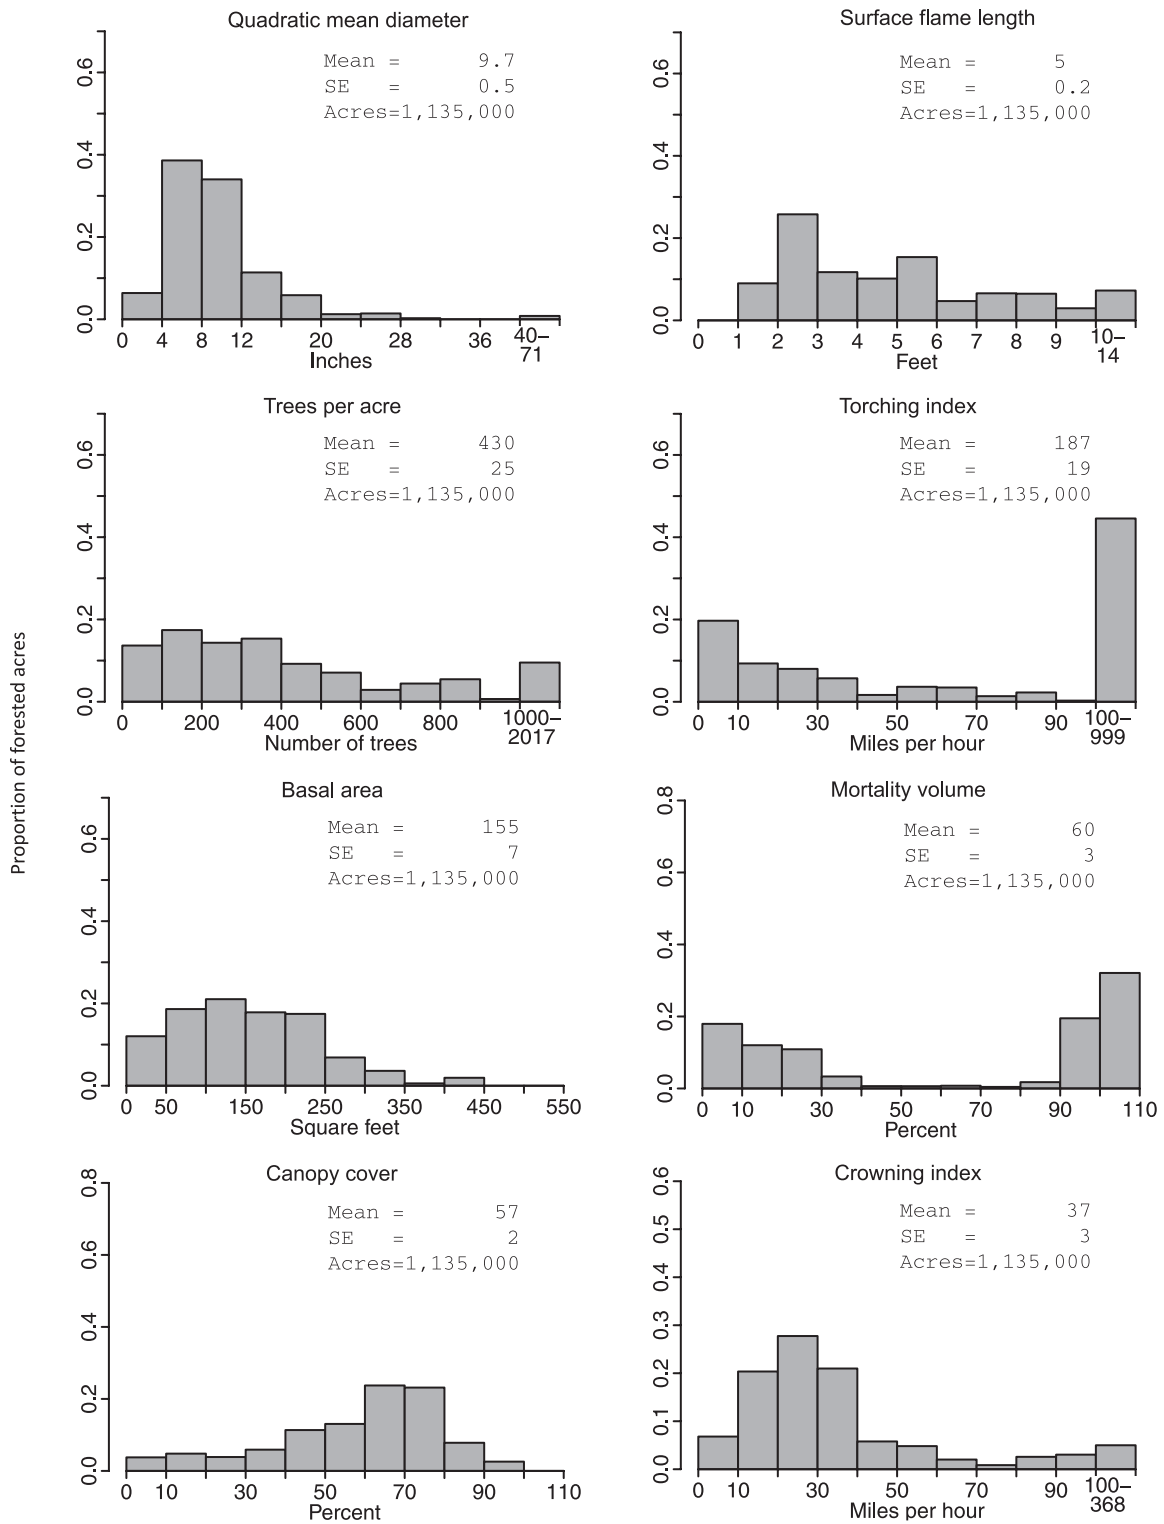 Proportion of forested acres
Quadratic mean diameter
Mean = 9.7
SE = 0.5
Acres=1,135,000
0.0 0.2 0.4 0.6
0 4 8 12 20 28 36 40–
71
Inches
Surface flame length
Mean = 5
SE = 0.2
Acres=1,135,000
0.0 0.2 0.4 0.6
0 1 2 3 4 5 6 7 8 9 10–
14
Feet
Trees per acre
Mean = 430
SE = 25
Acres=1,135,000
0.0 0.2 0.4 0.6
0 200 400 600 800 1000–
2017
Number of trees
Torching index
Mean = 187
SE = 19
Acres=1,135,000
0.0 0.2 0.4 0.6
0 10 30 50 70 90 100–
999
Miles per hour
Basal area
Mean = 155
SE = 7
Acres=1,135,000
0.0 0.2 0.4 0.6
0 50 150 250 350 450 550
Square feet
Mortality volume
Mean = 60
SE = 3
Acres=1,135,000
0.0 0.2 0.4 0.6 0.8
0 10 30 50 70 90 110
Percent
Canopy cover
Mean = 57
SE = 2
Acres=1,135,000
0.0 0.2 0.4 0.6 0.8
0 10 30 50 70 90 110
Percent
Crowning index
Mean = 37
SE = 3
Acres=1,135,000
0.0 0.1 0.2 0.3 0.4 0.5 0.6
0 10 30 50 70 90 100–
368
Miles per hour